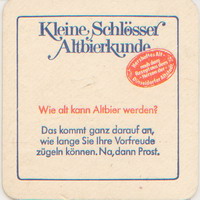 Kleine Schlösser
Altbierkunde
Wie alt kann Altbier werden?
Das kommt ganz darauf an,
wie lange Sie Ihre Vorfreude
zügeln können. Na, dann Prost.